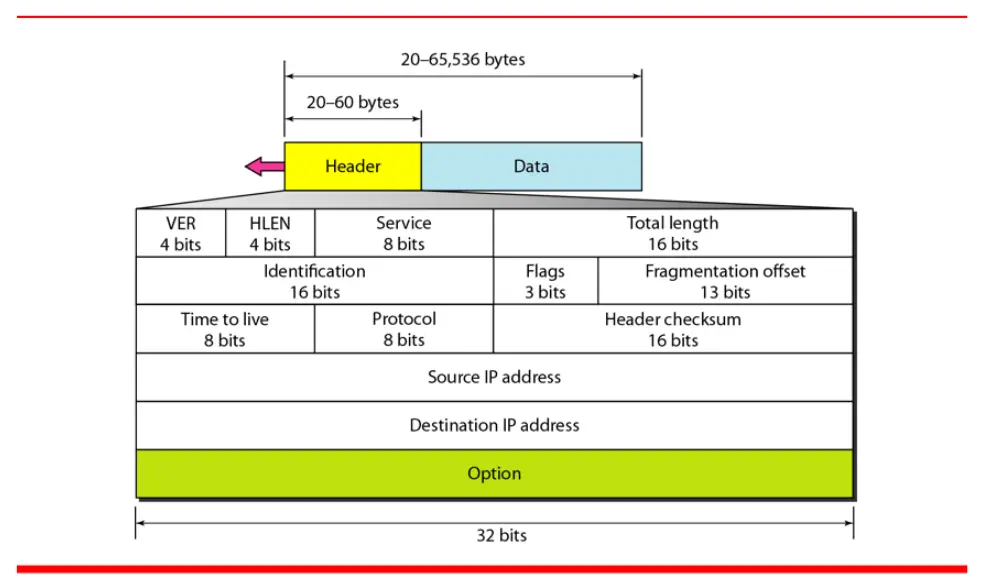 20–65,536 bytes
20–60 bytes
Header
Data
VER
4 bits
HLEN
4 bits
Service
8 bits
Total length
16 bits
Identification
16 bits
Flags
3 bits
Fragmentation offset
13 bits
Time to live
8 bits
Protocol
8 bits
Header checksum
16 bits
Source IP address
Destination IP address
Option
32 bits